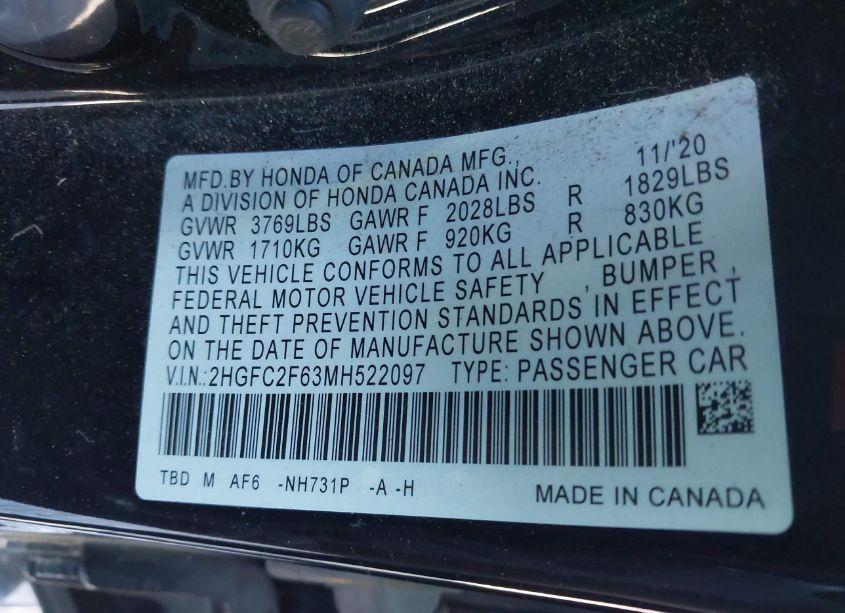 MFD.BY HONDA OF CANADA MFG., 11/'20
A DIVISION OF HONDA CANADA INC.
GVWR 3769LBS GAWR F 2028LBS R 1829LBS
GVWR 1710KG GAWR F 920KG R 830KG
THIS VEHICLE CONFORMS TO ALL APPLICABLE
FEDERAL MOTOR VEHICLE SAFETY , BUMPER ,
AND THEFT PREVENTION STANDARDS IN EFFECT
ON THE DATE OF MANUFACTURE SHOWN ABOVE.
V.I.N.:2HGFC2F63MH522097 TYPE: PASSENGER CAR
TBD M AF6 -NH731P -A -H MADE IN CANADA